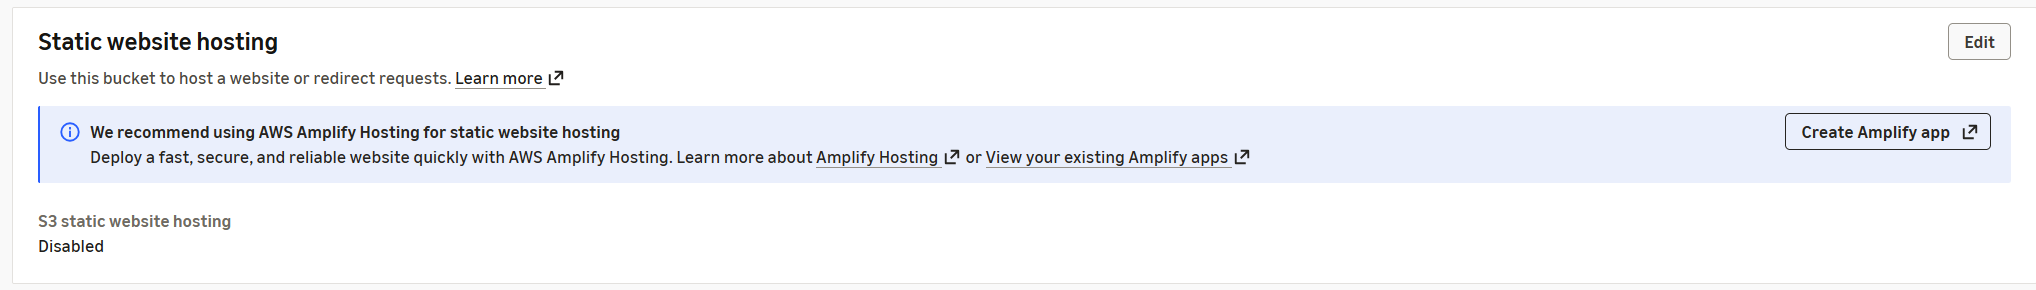 Static website hosting
Edit
Use this bucket to host a website or redirect requests. Learn more
We recommend using AWS Amplify Hosting for static website hosting
Create Amplify app
Deploy a fast, secure, and reliable website quickly with AWS Amplify Hosting. Learn more about Amplify Hosting or View your existing Amplify apps
S3 static website hosting
Disabled